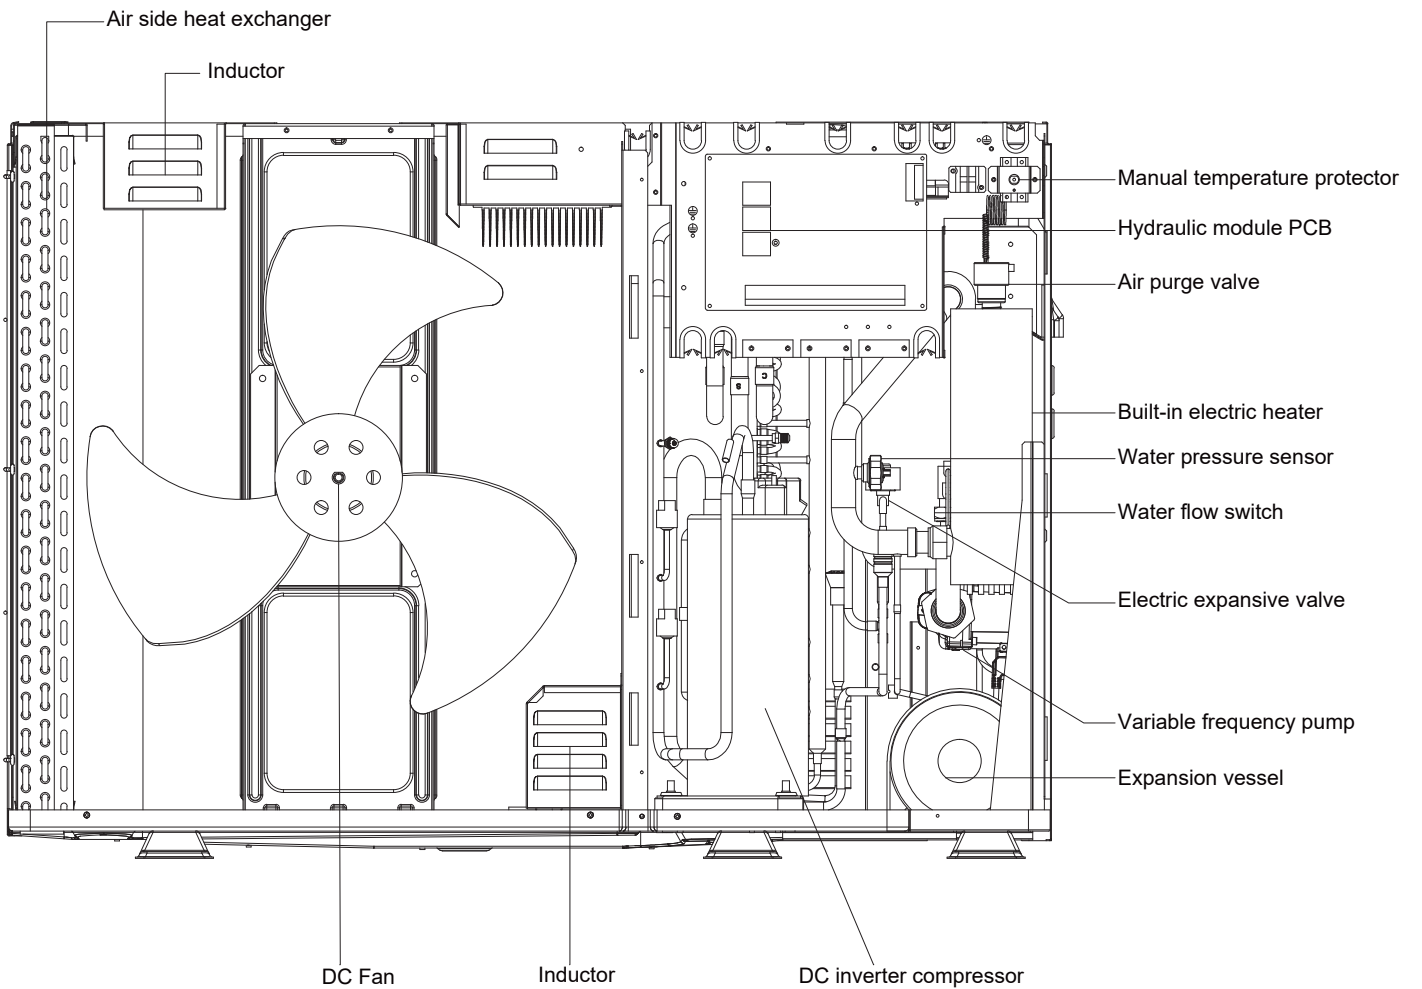 Air side heat exchanger
Inductor
Manual temperature protector
Hydraulic module PCB
Air purge valve
Built-in electric heater
Water pressure sensor
Water flow switch
Electric expansive valve
Variable frequency pump
Expansion vessel
DC Fan
Inductor
DC inverter compressor